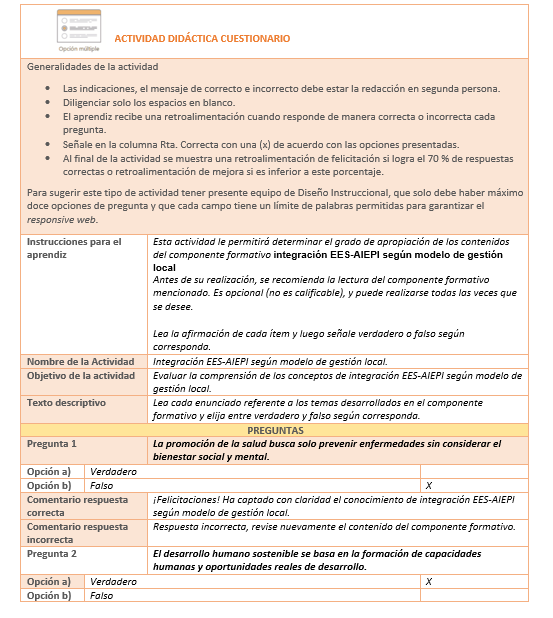 Opción múltiple
ACTIVIDAD DIDÁCTICA CUESTIONARIO
Generalidades de la actividad
• Las indicaciones, el mensaje de correcto e incorrecto debe estar la redacción en segunda persona.
• Diligenciar solo los espacios en blanco.
• El aprendiz recibe una retroalimentación cuando responde de manera correcta o incorrecta cada
pregunta.
• Señale en la columna Rta. Correcta con una (x) de acuerdo con las opciones presentadas.
• Al final de la actividad se muestra una retroalimentación de felicitación si logra el 70 % de respuestas
correctas o retroalimentación de mejora si es inferior a este porcentaje.
Para sugerir este tipo de actividad tener presente equipo de Diseño Instruccional, que solo debe haber máximo
doce opciones de pregunta y que cada campo tiene un límite de palabras permitidas para garantizar el
responsive web.
Instrucciones para el
aprendiz
Esta actividad le permitirá determinar el grado de apropiación de los contenidos
del componente formativo integración EES-AIEPI según modelo de gestión
local
Antes de su realización, se recomienda la lectura del componente formativo
mencionado. Es opcional (no es calificable), y puede realizarse todas las veces que
se desee.
Lea la afirmación de cada ítem y luego señale verdadero o falso según
corresponda.
Nombre de la Actividad
Integración EES-AIEPI según modelo de gestión local.
Objetivo de la actividad
Evaluar la comprensión de los conceptos de integración EES-AIEPI según modelo de
gestión local.
Texto descriptivo
Lea cada enunciado referente a los temas desarrollados en el componente
formativo y elija entre verdadero y falso según corresponda.
PREGUNTAS
Pregunta 1
La promoción de la salud busca solo prevenir enfermedades sin considerar el
bienestar social y mental.
Opción a) Verdadero
Opción b) Falso X
Comentario respuesta
correcta
¡Felicitaciones! Ha captado con claridad el conocimiento de integración EES-AIEPI
según modelo de gestión local.
Comentario respuesta
incorrecta
Respuesta incorrecta, revise nuevamente el contenido del componente formativo.
Pregunta 2
El desarrollo humano sostenible se basa en la formación de capacidades
humanas y oportunidades reales de desarrollo.
Opción a) Verdadero X
Opción b) Falso